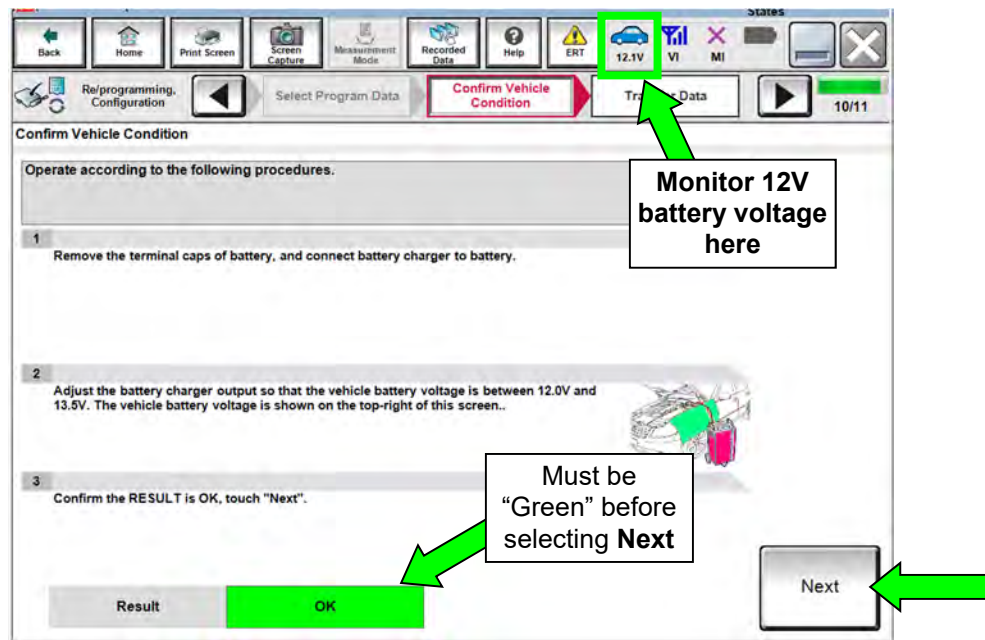 States
Back
Home
Print Screen
Screen
Capture
Measurement
Mode
Recorded
Data
Help
ERT
12.1V
VI
MI
Re/programming,
Configuration
Select Program Data
Confirm Vehicle
Condition
Data
10/11
Confirm Vehicle Condition
Operate according to the following procedures.
Monitor 12V
battery voltage
here
1
Remove the terminal caps of battery, and connect battery charger to battery.
2
Adjust the battery charger output so that the vehicle battery voltage is between 12.0V and
13.5V. The vehicle battery voltage is shown on the top-right of this screen..
3
Confirm the RESULT is OK, touch "Next".
Must be
“Green” before
selecting Next
Result
OK
Next